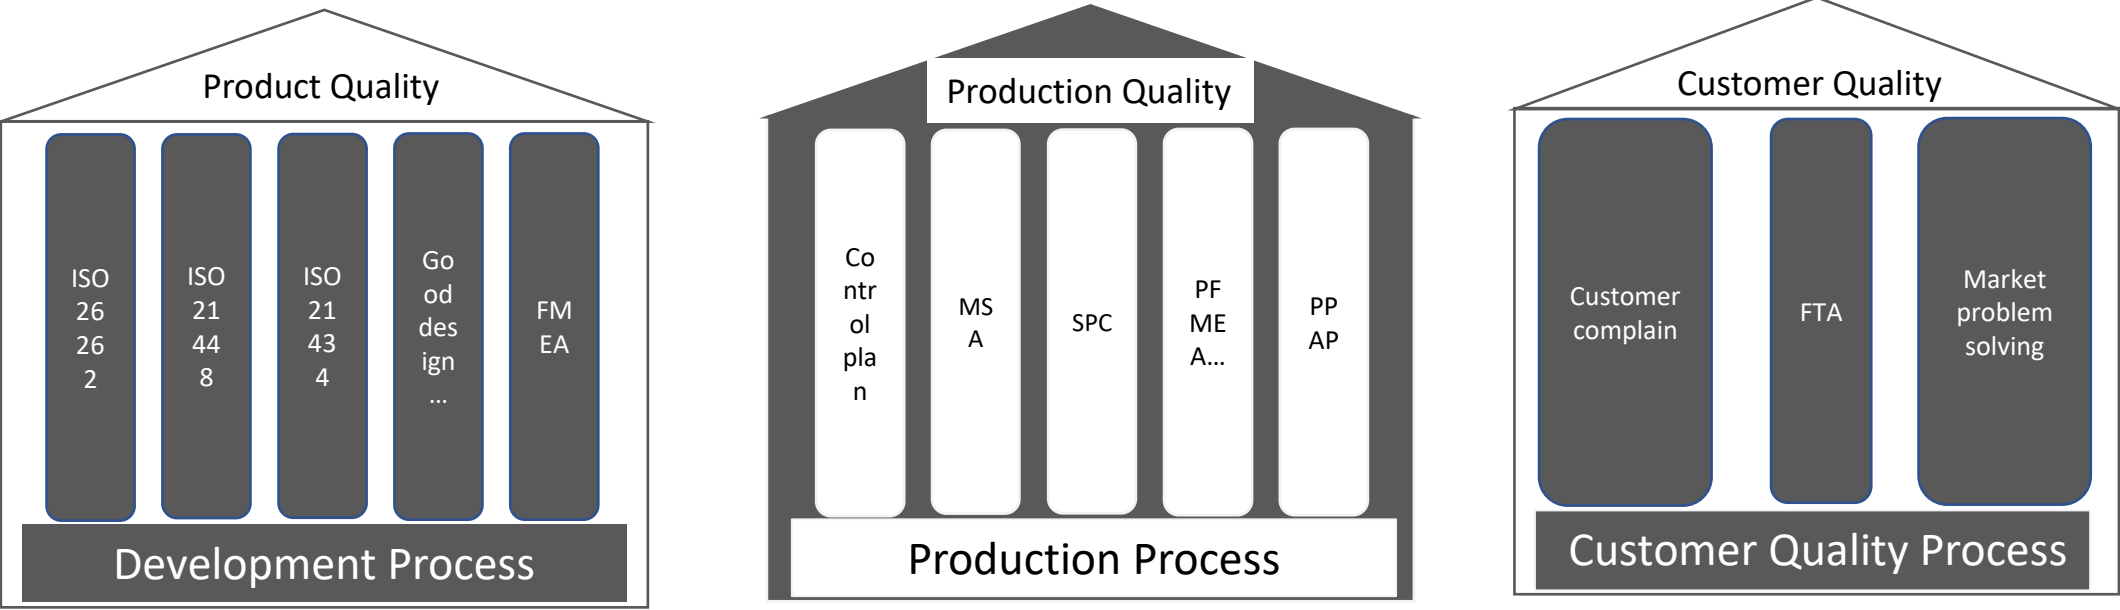 Product Quality
ISO
26
26
2
ISO
21
44
8
ISO
21
43
4
Go
od
des
ign
...
FM
EA
Development Process
Production Quality
Co
ntr
ol
pla
n
MS
A
SPC
PF
ME
A...
PP
AP
Production Process
Customer Quality
Customer
complain
FTA
Market
problem
solving
Customer Quality Process